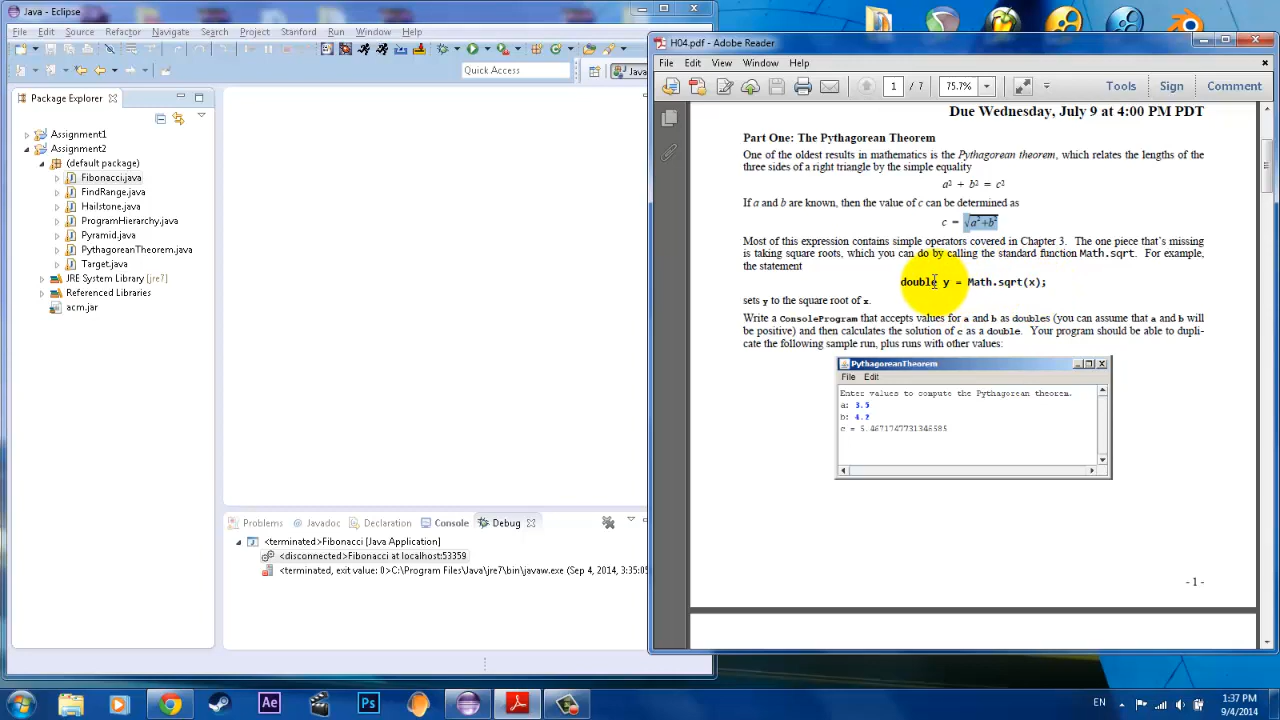 Java - Eclipse
File Edit Source Refactoring Navigate Search Project Standard Run Window Help
Quick Access
Java
Package Explorer
Assignment1
Assignment2
(default package)
Fibonacci.java
FindRange.java
Hailstone.java
ProgramHierarchy.java
Pyramid.java
PythagoreanTheorem.java
Target.java
JRE System Library [jre7]
Referenced Libraries
acm.jar
Problems Javadoc Declaration Console Debug
<terminated>Fibonacci [Java Application]
<disconnected>Fibonacci at localhost:53359
<terminated, exit value: 0>C:\Program Files\Java\jre7\bin\javaw.exe (Sep 4, 2014, 3:35:05
H04.pdf - Adobe Reader
File Edit View Window Help
1 / 7 75.7% Tools Sign Comment
Due Wednesday, July 9 at 4:00 PM PDT
Part One: The Pythagorean Theorem
One of the oldest results in mathematics is the Pythagorean theorem, which relates the lengths of the
three sides of a right triangle by the simple equality
a² + b² = c²
If a and b are known, then the value of c can be determined as
c = √a²+b²
Most of this expression contains simple operators covered in Chapter 3. The one piece that's missing
is taking square roots, which you can do by calling the standard function Math.sqrt. For example,
the statement
double y = Math.sqrt(x);
sets y to the square root of x.
Write a ConsoleProgram that accepts values for a and b as doubles (you can assume that a and b will
be positive) and then calculates the solution of c as a double. Your program should be able to dupli-
cate the following sample run, plus runs with other values:
PythagoreanTheorem
File Edit
Enter values to compute the Pythagorean theorem.
a: 3.5
b: 4.2
c = 5.4671747731346585
- 1 -
Ae
Ps
EN
1:37 PM
9/4/2014